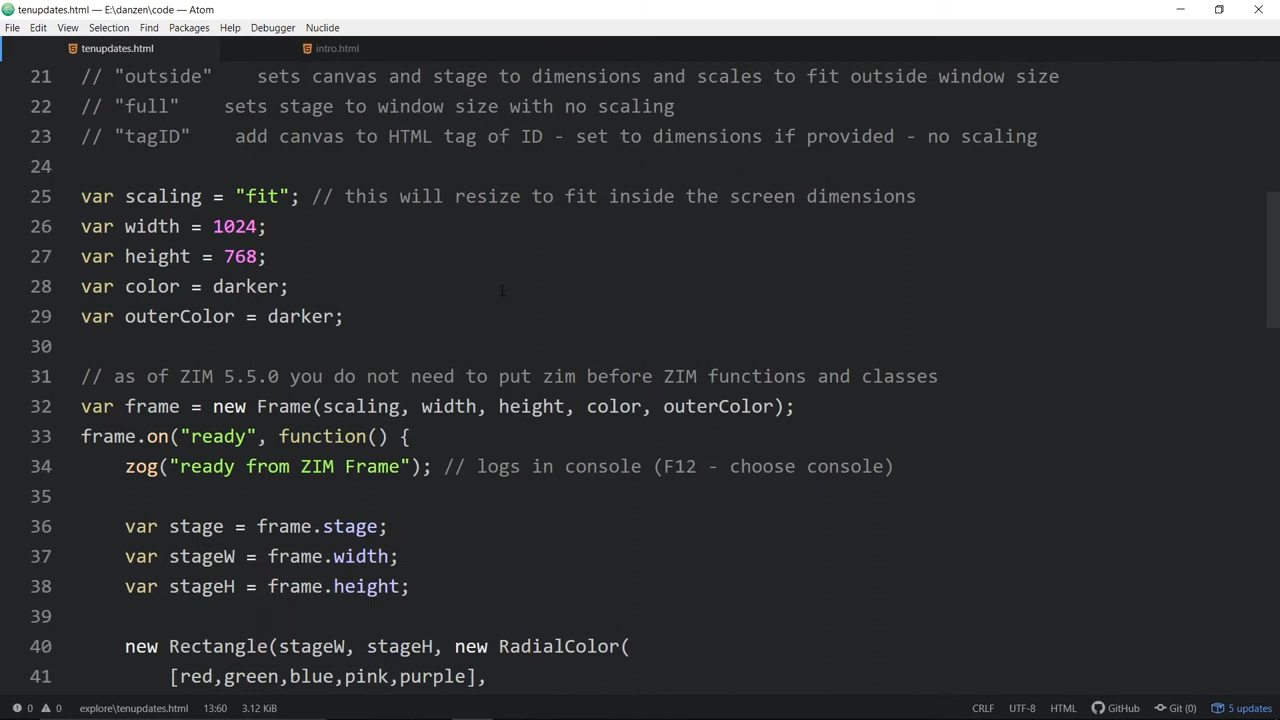 tenupdates.html — E:\danzen\code — Atom
File Edit View Selection Find Packages Help Debugger Nuclide
tenupdates.html intro.html
21 // "outside"    sets canvas and stage to dimensions and scales to fit outside window size
22 // "full"    sets stage to window size with no scaling
23 // "tagID"    add canvas to HTML tag of ID - set to dimensions if provided - no scaling
24
25 var scaling = "fit"; // this will resize to fit inside the screen dimensions
26 var width = 1024;
27 var height = 768;
28 var color = darker;
29 var outerColor = darker;
30
31 // as of ZIM 5.5.0 you do not need to put zim before ZIM functions and classes
32 var frame = new Frame(scaling, width, height, color, outerColor);
33 frame.on("ready", function() {
34     zog("ready from ZIM Frame"); // logs in console (F12 - choose console)
35
36     var stage = frame.stage;
37     var stageW = frame.width;
38     var stageH = frame.height;
39
40     new Rectangle(stageW, stageH, new RadialColor(
41         [red,green,blue,pink,purple],
0 0 explore\tenupdates.html 13:60 3.12 KiB CRLF UTF-8 HTML GitHub Git (0) 5 updates